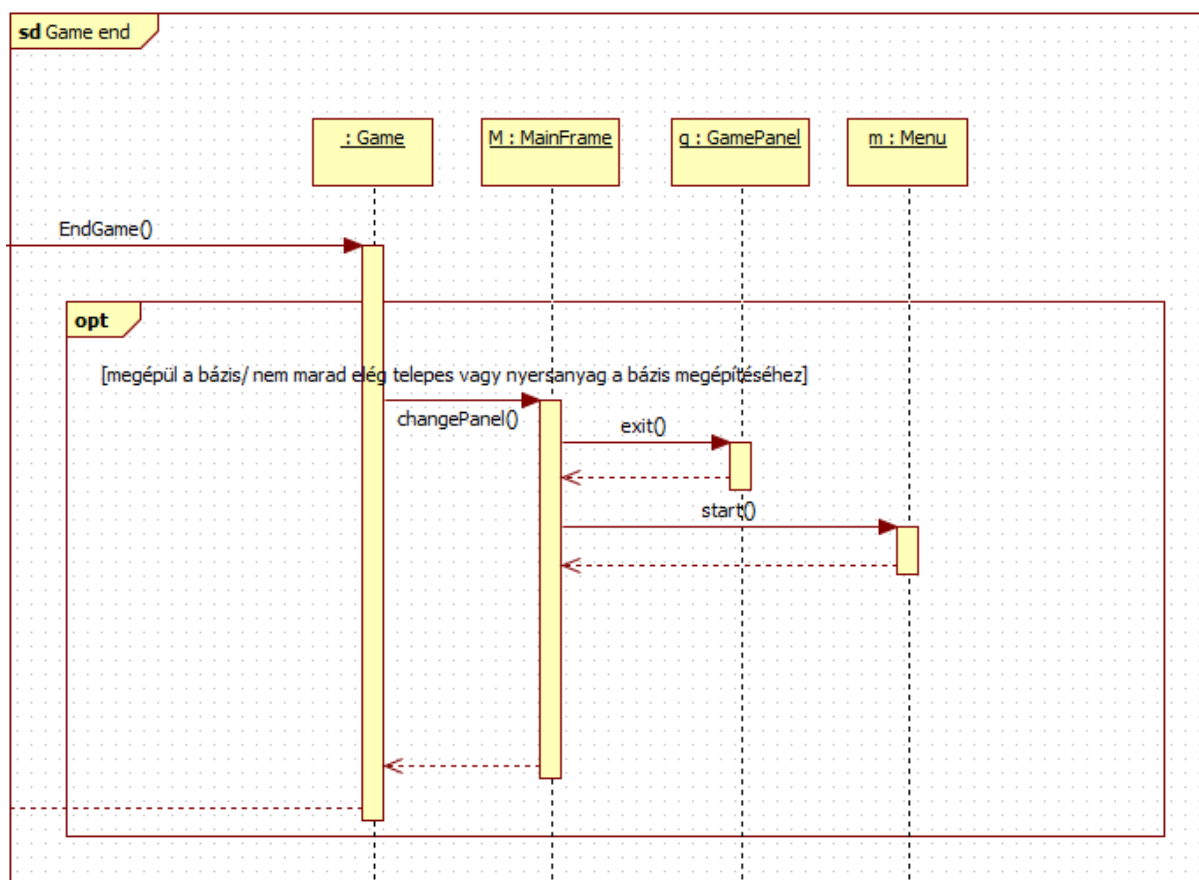 sd Game end
: Game
M : MainFrame
g : GamePanel
m : Menu
EndGame()
opt
[megépül a bázis/ nem marad elég telepes vagy nyersanyag a bázis megépítéséhez]
changePanel()
exit()
start()